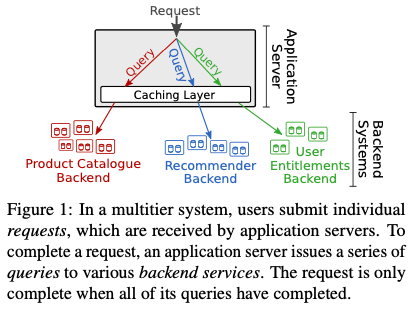 Request
Application
Server
Query
Query
Query
Caching Layer
Backend
Systems
Product Catalogue
Backend
Recommender
Backend
User
Entitlements
Backend
Figure 1: In a multitier system, users submit individual
requests, which are received by application servers. To
complete a request, an application server issues a series of
queries to various backend services. The request is only
complete when all of its queries have completed.